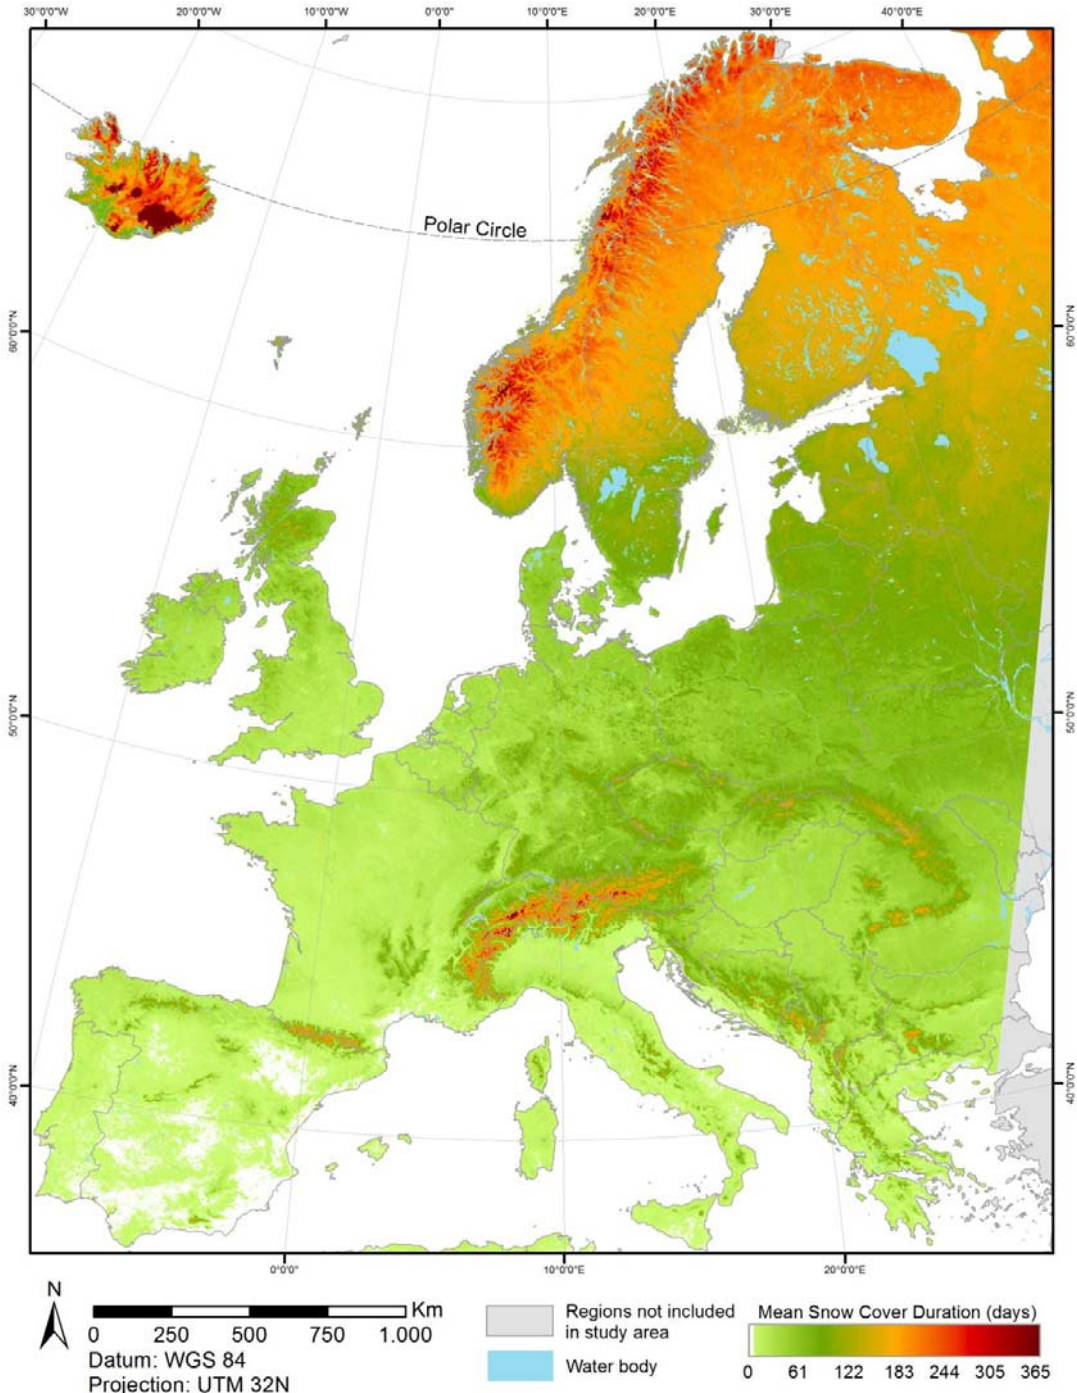 30°0'0"W 20°0'0"W 10°0'0"W 0°0'0"E 10°0'0"E 20°0'0"E 30°0'0"E 40°0'0"E
Polar Circle
60°0'0"N 60°0'0"N
50°0'0"N 50°0'0"N
40°0'0"N 40°0'0"N
0°0'0"E 10°0'0"E 20°0'0"E
N
Km
0 250 500 750 1.000
Datum: WGS 84
Projection: UTM 32N
Regions not included
in study area
Water body
Mean Snow Cover Duration (days)
0 61 122 183 244 305 365